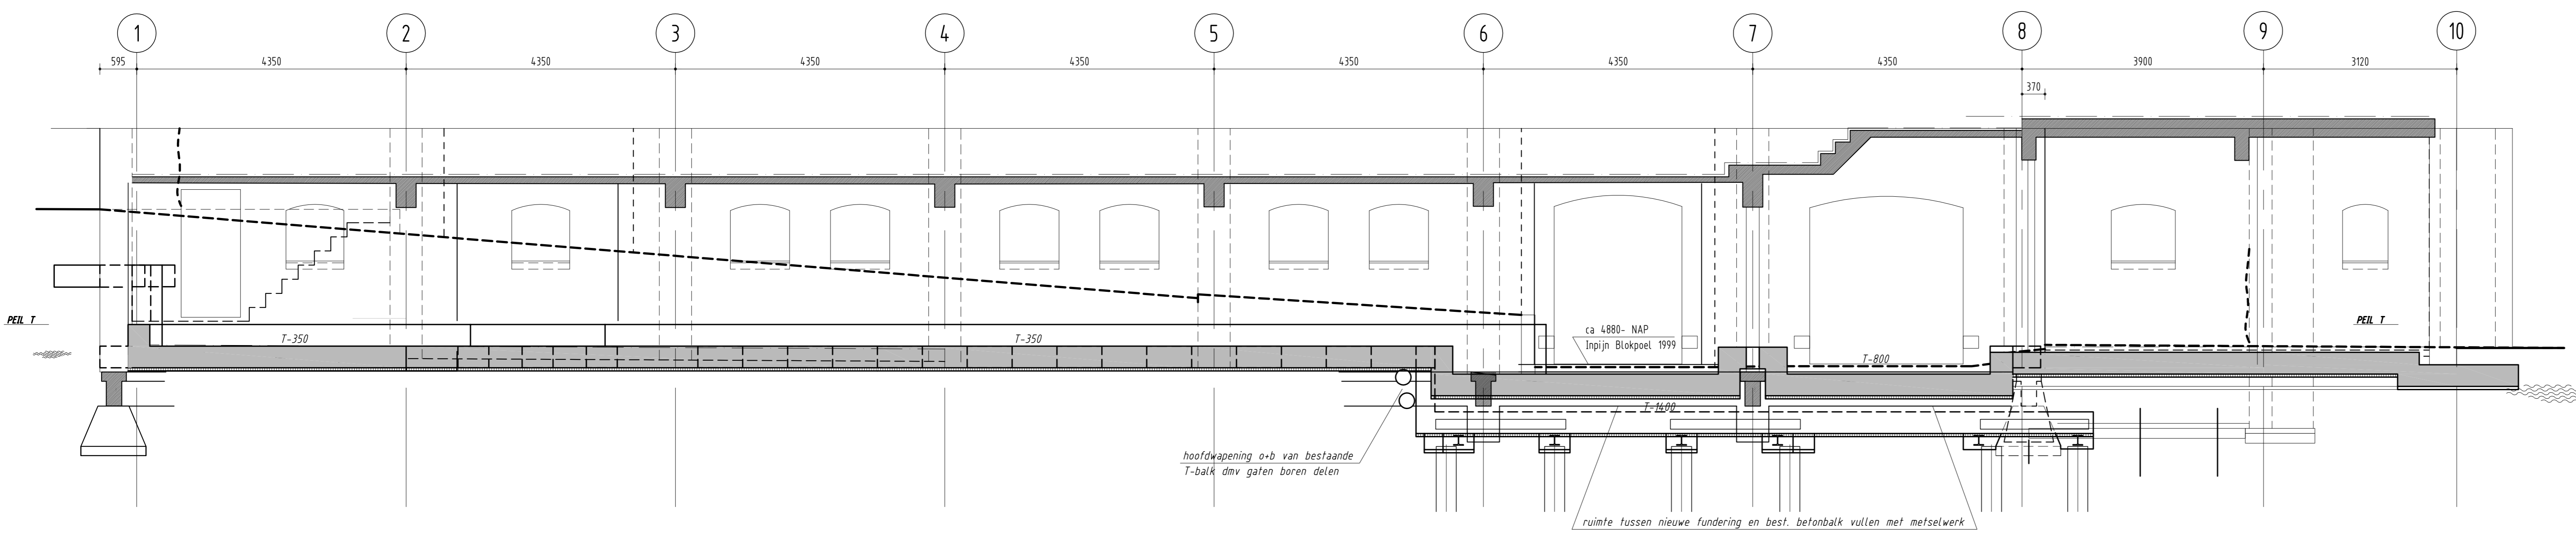 1 2 3 4 5 6 7 8 9 10
595 4350 4350 4350 4350 4350 4350 4350 3900 3120
370
PEIL T
PEIL T
T-350
T-350
ca 4880- NAP
Inpijn Blokpoel 1999
T-800
T-1400
hoofdwapening o+b van bestaande
T-balk dmv gaten boren delen
ruimte tussen nieuwe fundering en best. betonbalk vullen met metselwerk